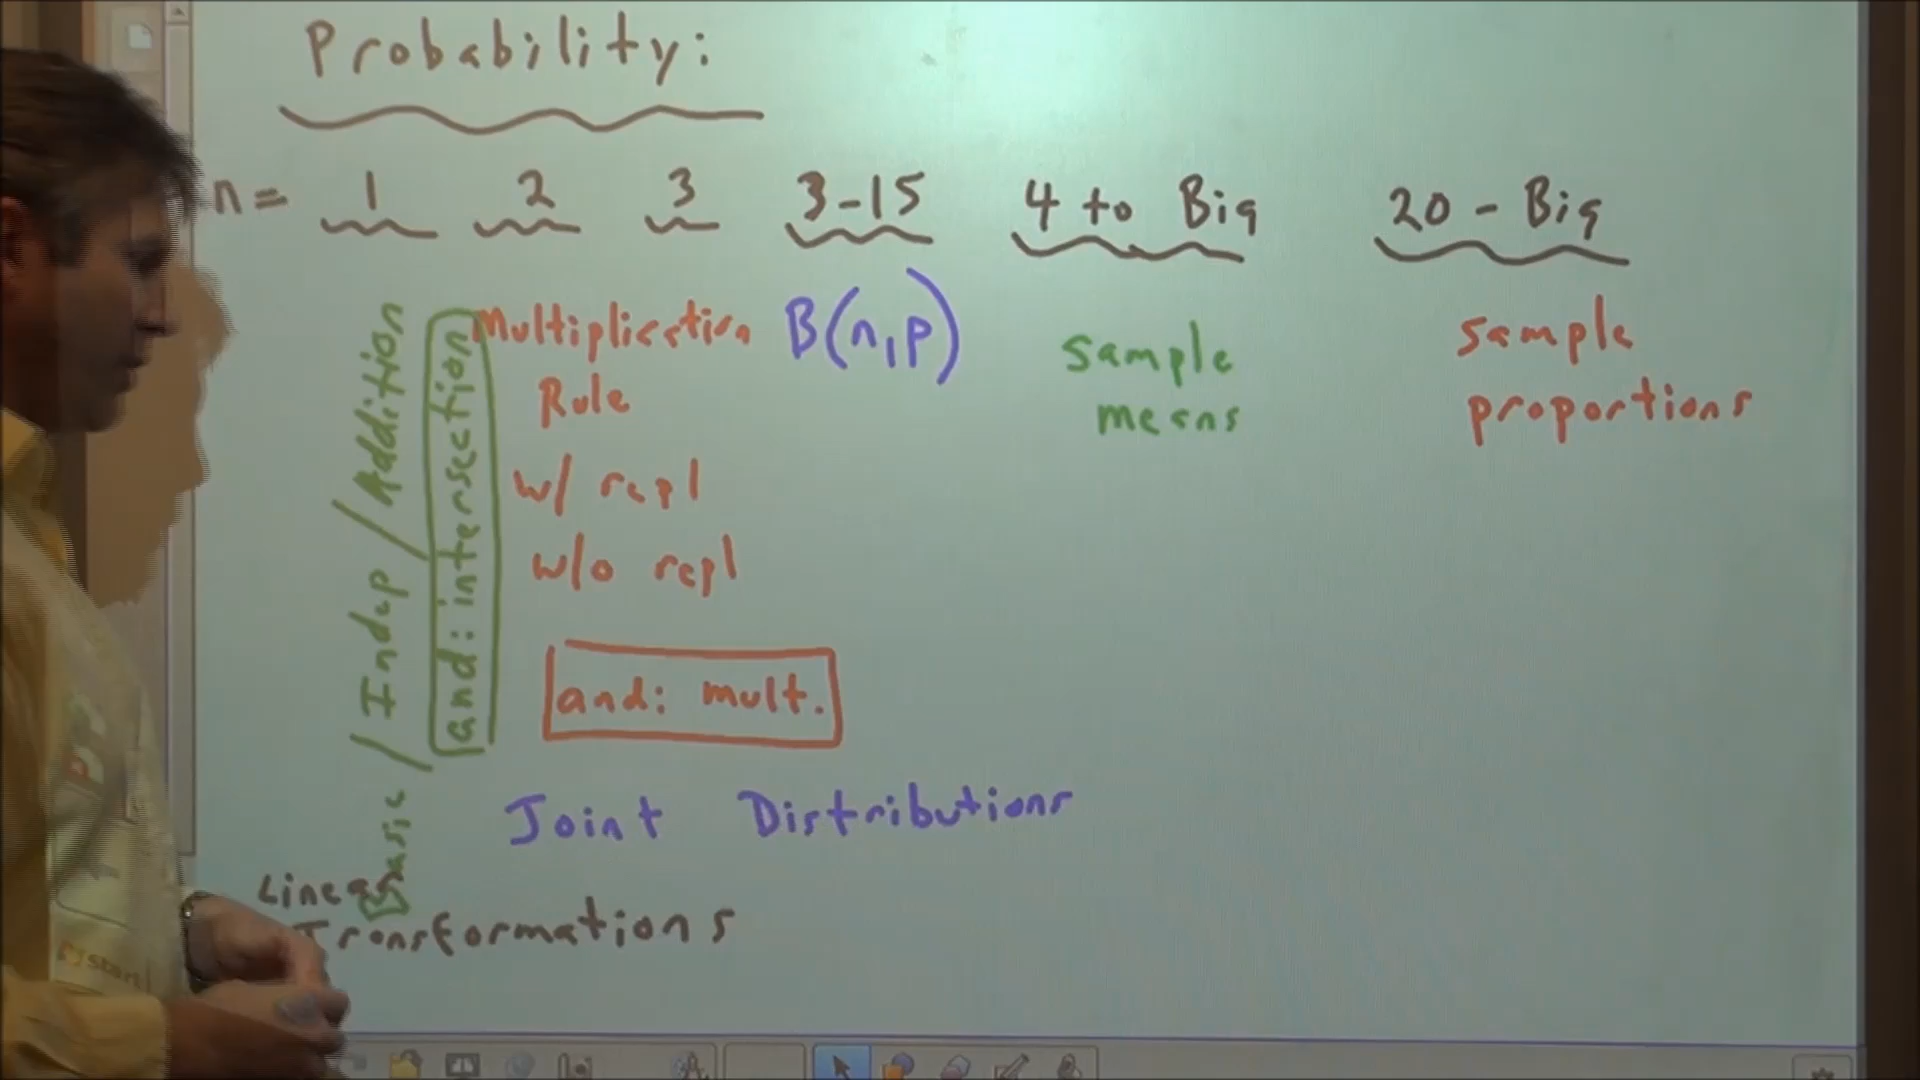 Probability:
n = 1 2 3 3-15 4 to Big 20 - Big
Basic / Indep / Addition
and: intersection
Multiplication
Rule
w/ repl
w/o repl
and: mult.
B(n,p)
sample
means
sample
proportions
Joint Distributions
Linear
Transformations
start